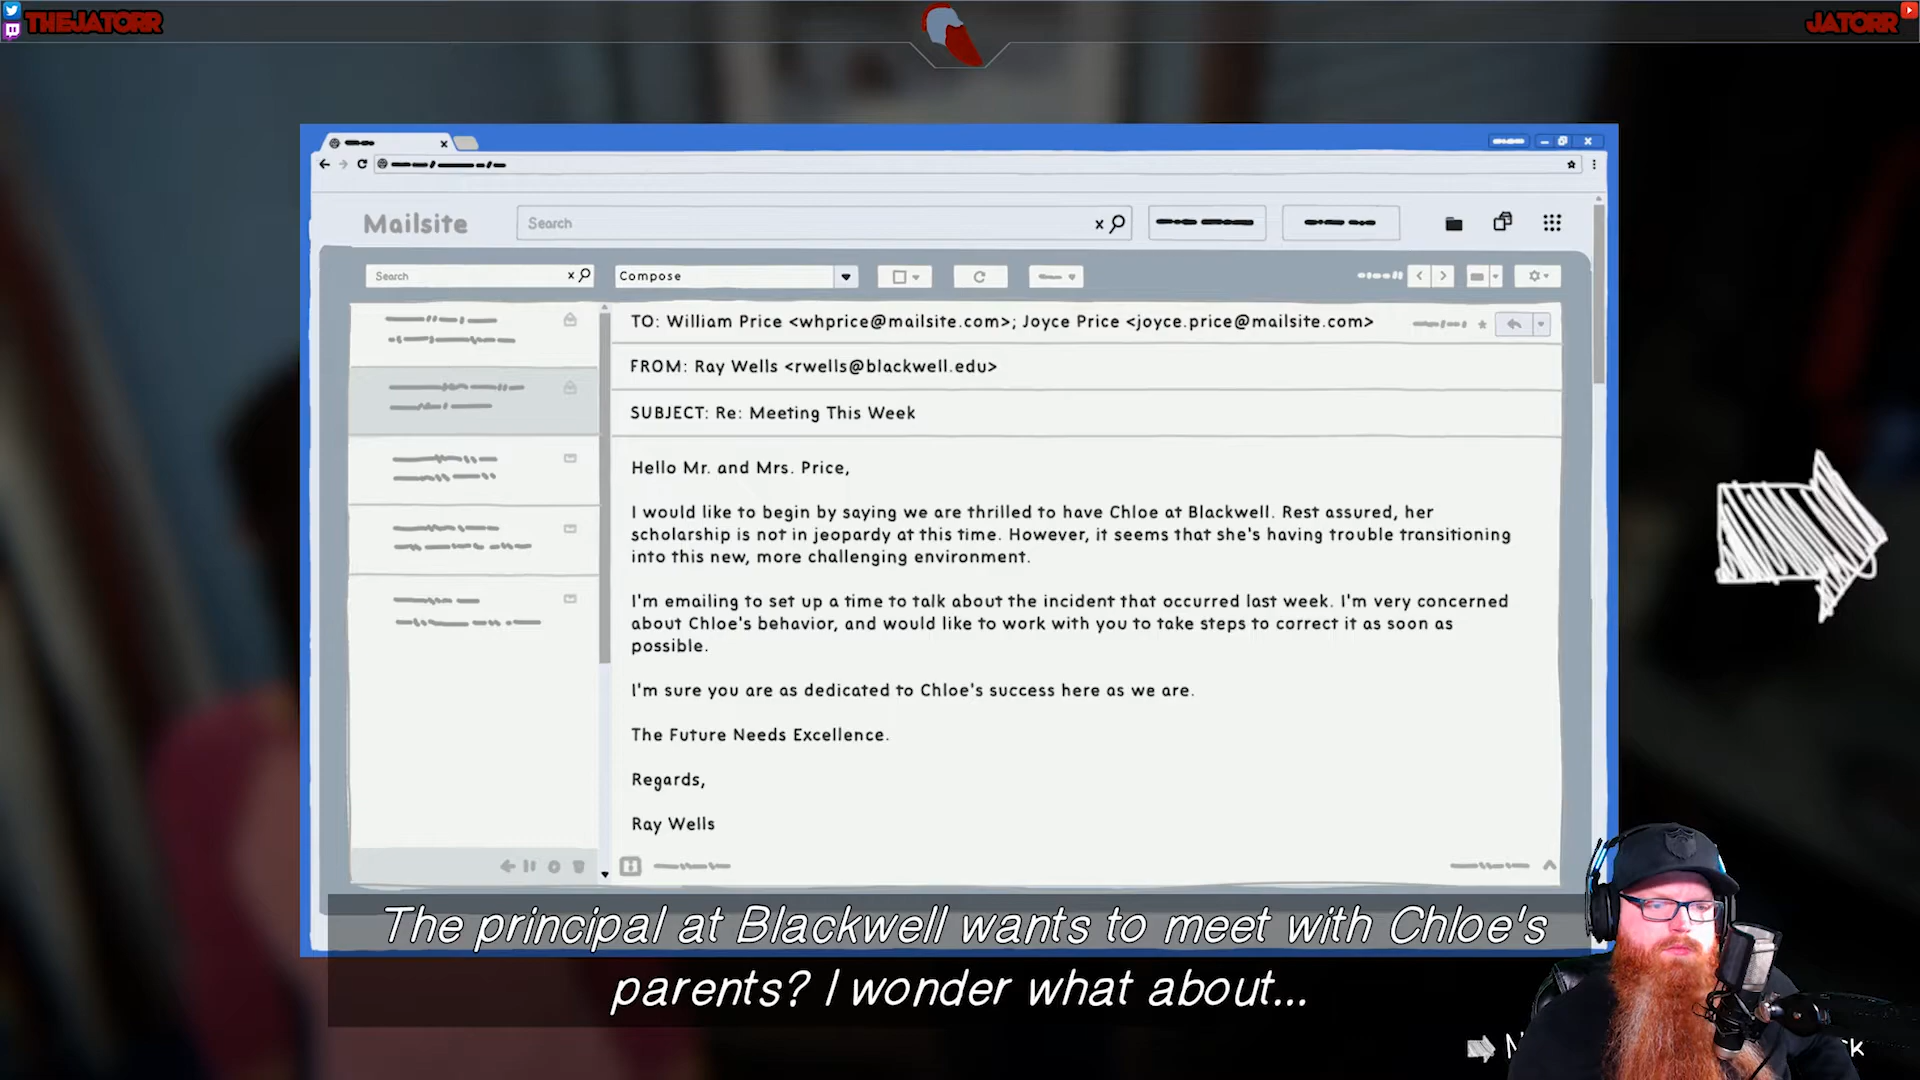 THEJATORR
JATORR
Mailsite
Search
Search
Compose
TO: William Price <whprice@mailsite.com>; Joyce Price <joyce.price@mailsite.com>
FROM: Ray Wells <rwells@blackwell.edu>
SUBJECT: Re: Meeting This Week
Hello Mr. and Mrs. Price,
I would like to begin by saying we are thrilled to have Chloe at Blackwell. Rest assured, her
scholarship is not in jeopardy at this time. However, it seems that she's having trouble transitioning
into this new, more challenging environment.
I'm emailing to set up a time to talk about the incident that occurred last week. I'm very concerned
about Chloe's behavior, and would like to work with you to take steps to correct it as soon as
possible.
I'm sure you are as dedicated to Chloe's success here as we are.
The Future Needs Excellence.
Regards,
Ray Wells
The principal at Blackwell wants to meet with Chloe's
parents? I wonder what about...